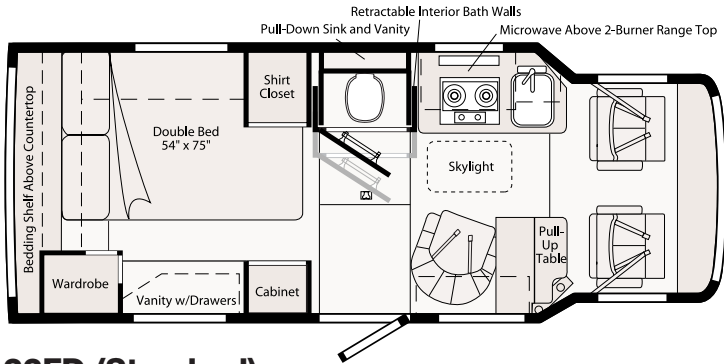 Retractable Interior Bath Walls
Pull-Down Sink and Vanity
Microwave Above 2-Burner Range Top
Shirt
Closet
Double Bed
54" x 75"
Skylight
Bedding Shelf Above Countertop
Pull-
Up
Table
Wardrobe
Vanity w/Drawers
Cabinet